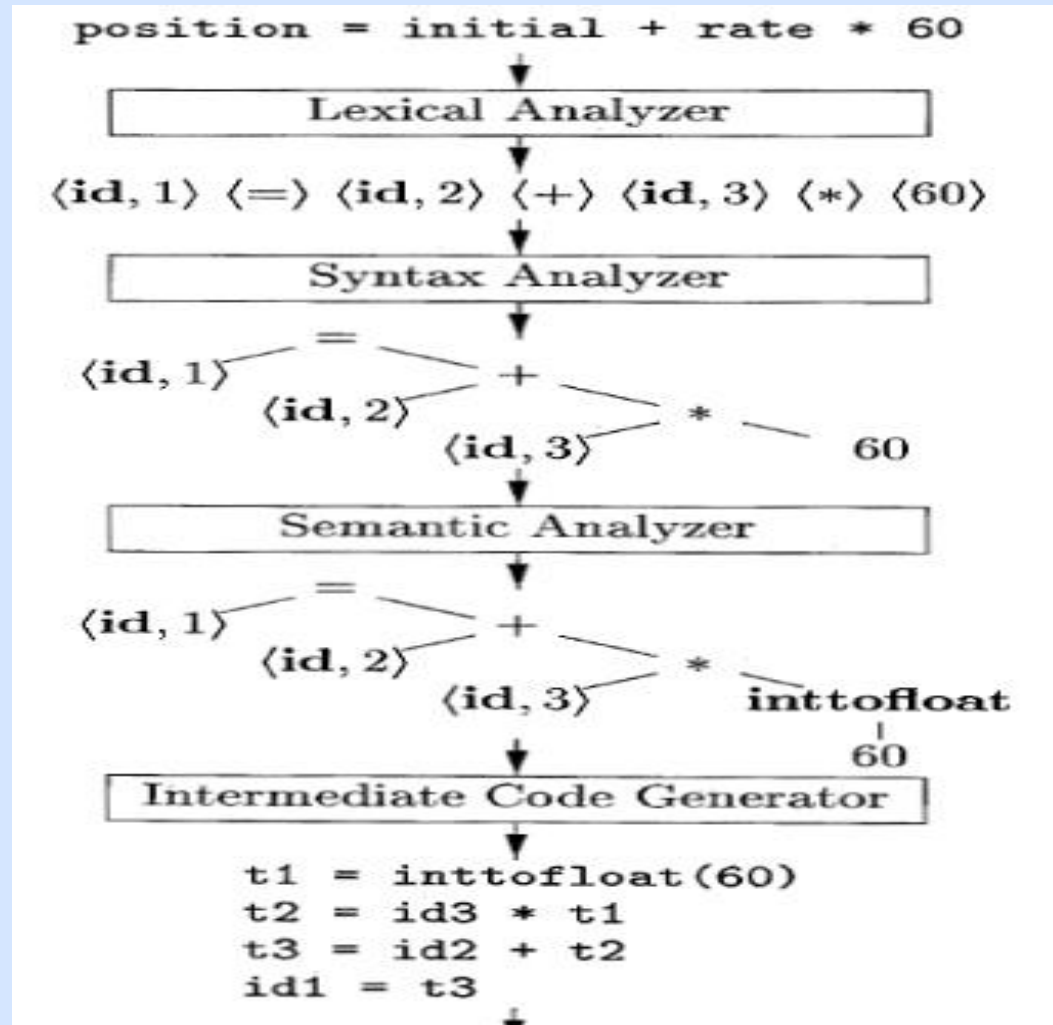 position = initial + rate * 60
Lexical Analyzer
⟨id, 1⟩ ⟨=⟩ ⟨id, 2⟩ ⟨+⟩ ⟨id, 3⟩ ⟨*⟩ ⟨60⟩
Syntax Analyzer
=
⟨id, 1⟩ +
⟨id, 2⟩ *
⟨id, 3⟩ 60
Semantic Analyzer
=
⟨id, 1⟩ +
⟨id, 2⟩ *
⟨id, 3⟩ inttofloat
60
Intermediate Code Generator
t1 = inttofloat(60)
t2 = id3 * t1
t3 = id2 + t2
id1 = t3